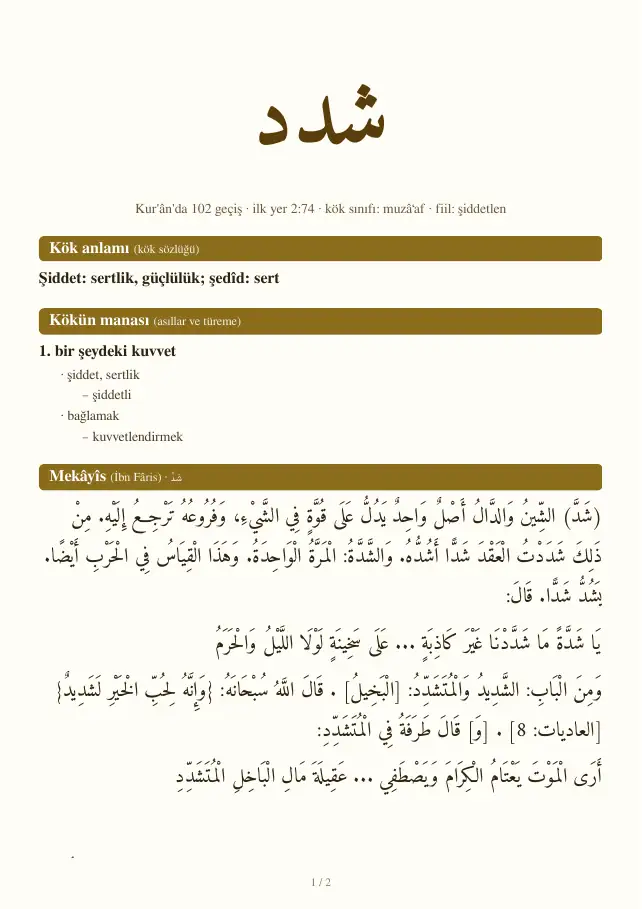 شدد
Kur'ân'da 102 geçiş · ilk yer 2:74 · kök sınıfı: muzâ‘af · fiil: şiddetlen
Kök anlamı (kök sözlüğü)
Şiddet: sertlik, güçlülük; şedîd: sert
Kökün manası (asıllar ve türeme)
1. bir şeydeki kuvvet
· şiddet, sertlik
– şiddetli
· bağlamak
– kuvvetlendirmek
Mekâyîs (İbn Fâris) · شدّ
(شَدَّ) الشِّينُ وَالدَّالُ أَصْلٌ وَاحِدٌ يَدُلُّ عَلَى قُوَّةٍ فِي الشَّيْءِ، وَفُرُوعُهُ تَرْجِعُ إِلَيْهِ. مِنْ
ذَلِكَ شَدَدْتُ الْعَقْدَ شَدًّا أَشُدُّهُ. وَالشَّدَّةُ: الْمَرَّةُ الْوَاحِدَةُ. وَهَذَا الْقِيَاسُ فِي الْحَرْبِ أَيْضًا.
يَشُدُّ شَدًّا. قَالَ:
يَا شَدَّةً مَا شَدَّدْنَا غَيْرَ كَاذِبَةٍ ... عَلَى سَخِينَةٍ لَوْلَا اللَّيْلُ وَالْحَرَمُ
وَمِنَ الْبَابِ: الشَّدِيدُ وَالْمُتَشَدِّدُ: [الْبَخِيلُ] . قَالَ اللَّهُ سُبْحَانَهُ: {وَإِنَّهُ لِحُبِّ الْخَيْرِ لَشَدِيدٌ}
[العاديات: 8] . [وَ] قَالَ طَرَفَةُ فِي الْمُتَشَدِّدِ:
أَرَى الْمَوْتَ يَعْتَامُ الْكِرَامَ وَيَصْطَفِي ... عَقِيلَةَ مَالِ الْبَاخِلِ الْمُتَشَدِّدِ
1 / 2